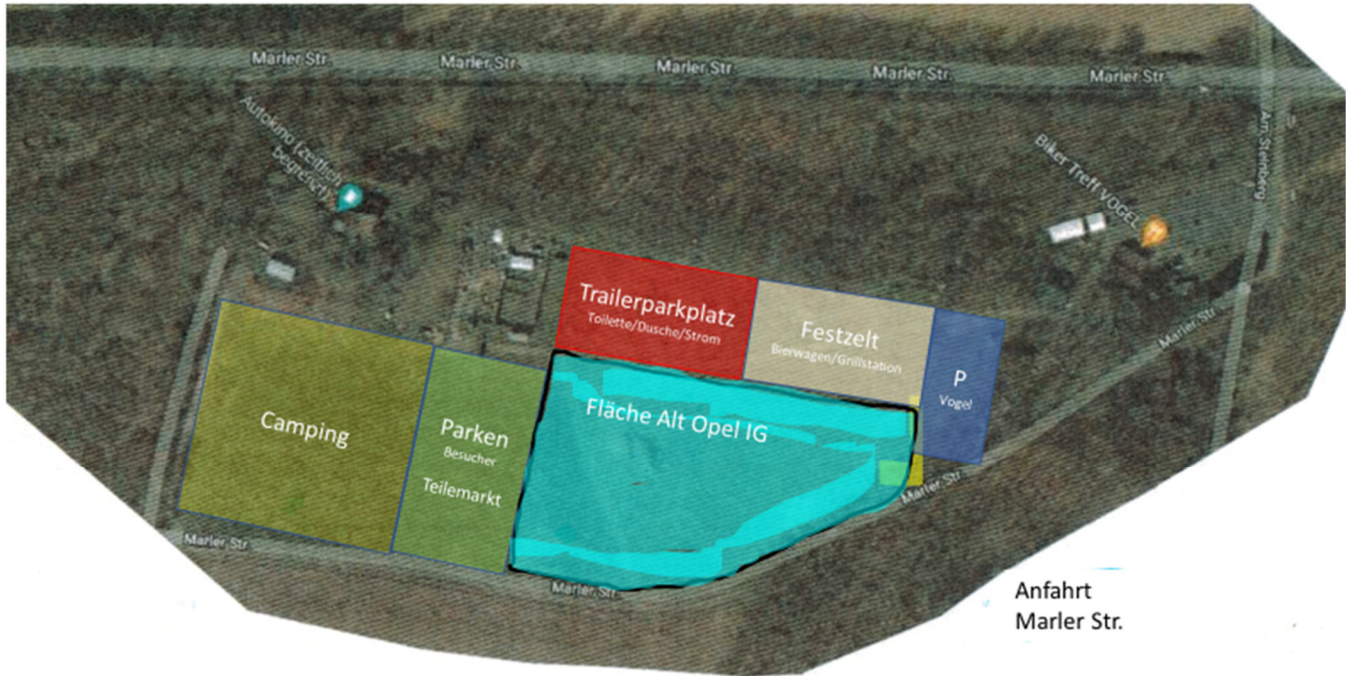 Marler Str.
Marler Str.
Marler Str.
Marler Str.
Marler Str.
Autokino (zeitlich
begrenzt)
Biker Treff VOGEL
Am Steinberg
Trailerparkplatz
Toilette/Dusche/Strom
Festzelt
Bierwagen/Grillstation
P
Vogel
Marler Str.
Camping
Parken
Besucher
Teilemarkt
Fläche Alt Opel IG
Marler Str.
Marler Str.
Marler Str.
Anfahrt
Marler Str.